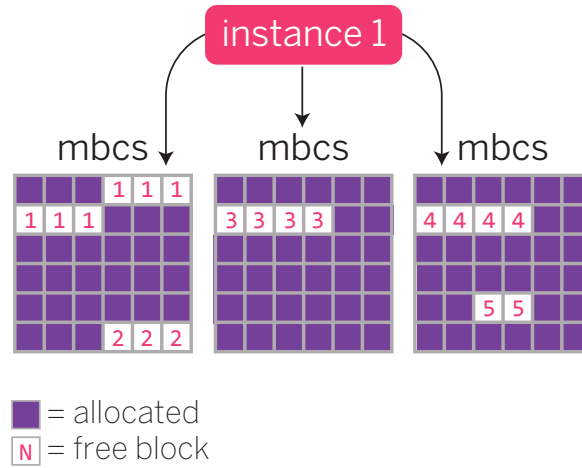 instance 1
mbcs mbcs mbcs
1 1 1
1 1 1 3 3 3 3 4 4 4 4
5 5
2 2 2
= allocated
N = free block